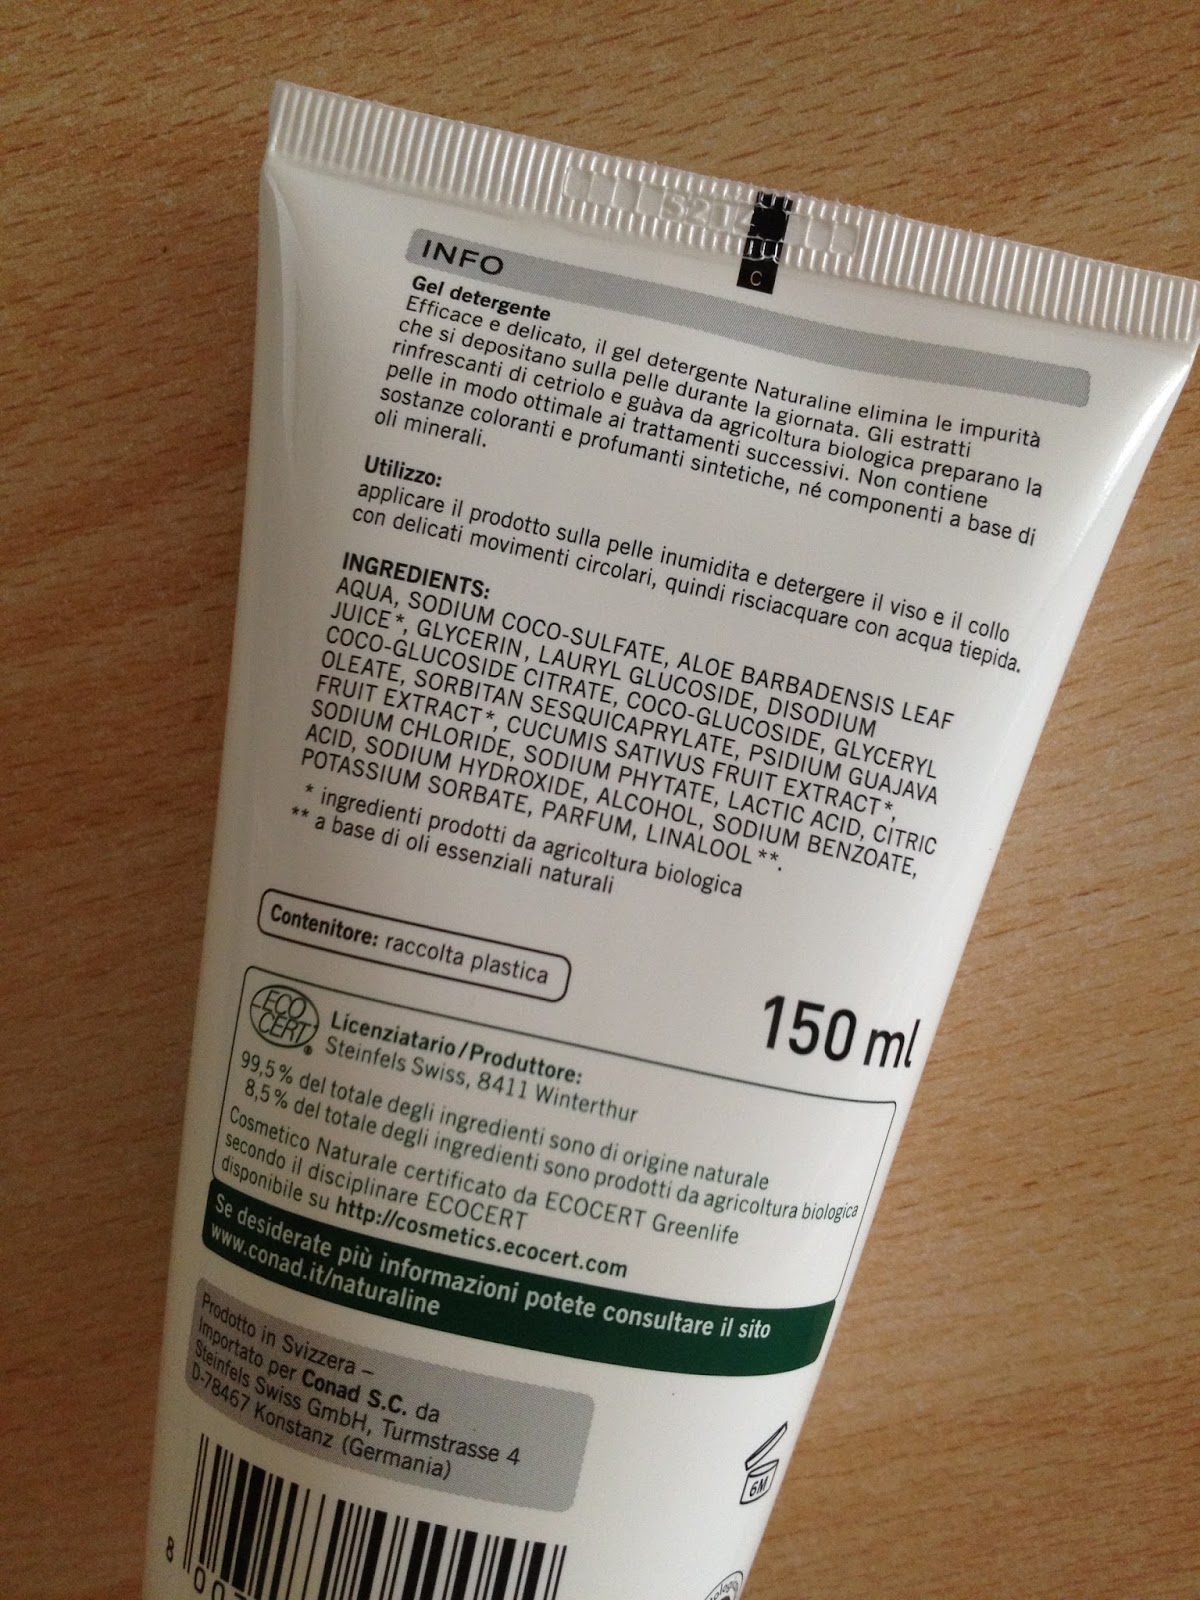 S214
C
INFO
Gel detergente
Efficace e delicato, il gel detergente Naturaline elimina le impurità
che si depositano sulla pelle durante la giornata. Gli estratti
rinfrescanti di cetriolo e guàva da agricoltura biologica preparano la
pelle in modo ottimale ai trattamenti successivi. Non contiene
sostanze coloranti e profumanti sintetiche, né componenti a base di
oli minerali.
Utilizzo:
applicare il prodotto sulla pelle inumidita e detergere il viso e il collo
con delicati movimenti circolari, quindi risciacquare con acqua tiepida.
INGREDIENTS:
AQUA, SODIUM COCO-SULFATE, ALOE BARBADENSIS LEAF
JUICE*, GLYCERIN, LAURYL GLUCOSIDE, DISODIUM
COCO-GLUCOSIDE CITRATE, COCO-GLUCOSIDE, GLYCERYL
OLEATE, SORBITAN SESQUICAPRYLATE, PSIDIUM GUAJAVA
FRUIT EXTRACT*, CUCUMIS SATIVUS FRUIT EXTRACT*,
SODIUM CHLORIDE, SODIUM PHYTATE, LACTIC ACID, CITRIC
ACID, SODIUM HYDROXIDE, ALCOHOL, SODIUM BENZOATE,
POTASSIUM SORBATE, PARFUM, LINALOOL**.
* ingredienti prodotti da agricoltura biologica
** a base di oli essenziali naturali
Contenitore: raccolta plastica
150 ml
ECO
CERT®
Licenziatario/Produttore:
Steinfels Swiss, 8411 Winterthur
99,5% del totale degli ingredienti sono di origine naturale
8,5% del totale degli ingredienti sono prodotti da agricoltura biologica
Cosmetico Naturale certificato da ECOCERT Greenlife
secondo il disciplinare ECOCERT
disponibile su http://cosmetics.ecocert.com
Se desiderate più informazioni potete consultare il sito
www.conad.it/naturaline
Prodotto in Svizzera –
Importato per Conad S.C. da
Steinfels Swiss GmbH, Turmstrasse 4
D-78467 Konstanz (Germania)
6M
8